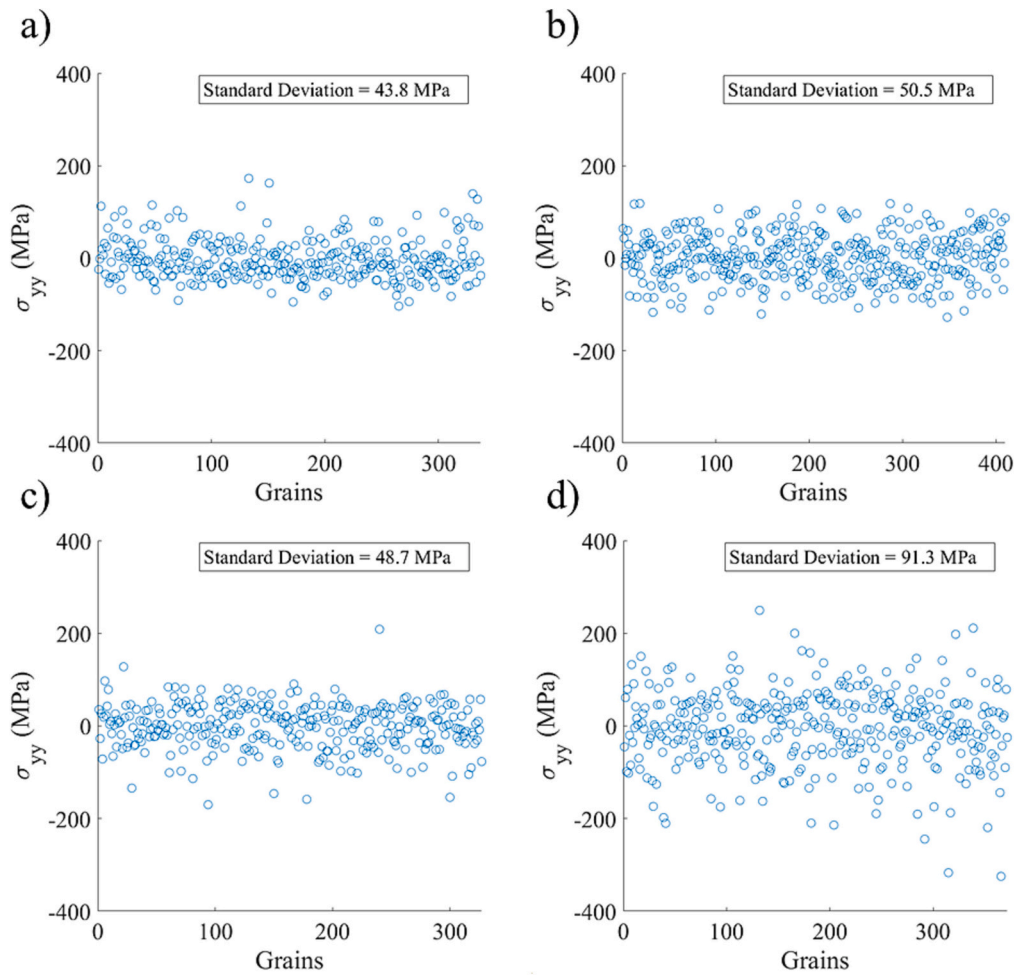 a)
400
200
0
-200
-400
σyy (MPa)
Standard Deviation = 43.8 MPa
0 100 200 300
Grains
b)
400
200
0
-200
-400
σyy (MPa)
Standard Deviation = 50.5 MPa
0 100 200 300 400
Grains
c)
400
200
0
-200
-400
σyy (MPa)
Standard Deviation = 48.7 MPa
0 100 200 300
Grains
d)
400
200
0
-200
-400
σyy (MPa)
Standard Deviation = 91.3 MPa
0 100 200 300
Grains